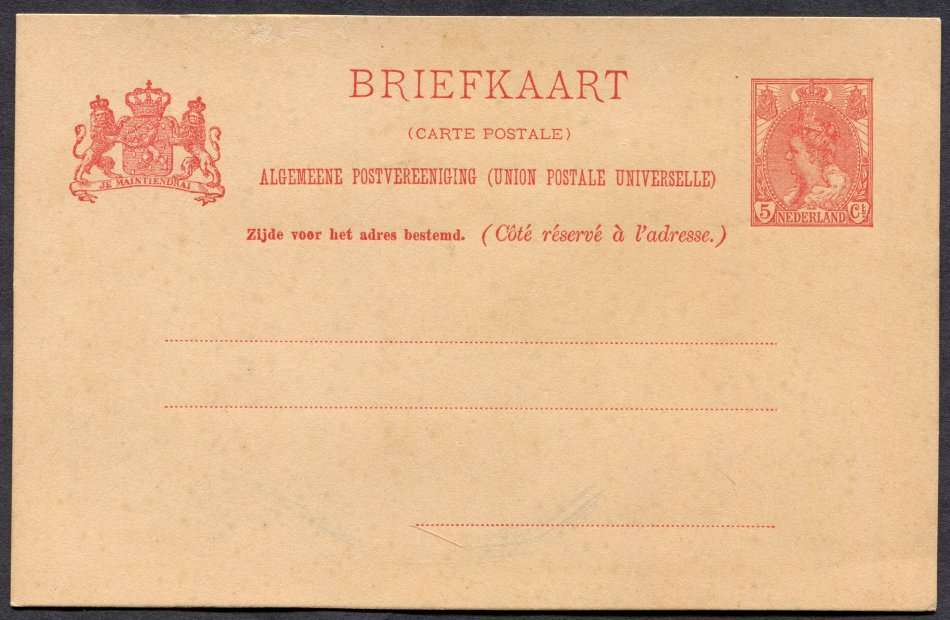 BRIEFKAART
(CARTE POSTALE)
JE MAINTIENDRAI
ALGEMEENE POSTVEREENIGING (UNION POSTALE UNIVERSELLE)
5 NEDERLAND CT
Zijde voor het adres bestemd. (Côté réservé à l'adresse.)